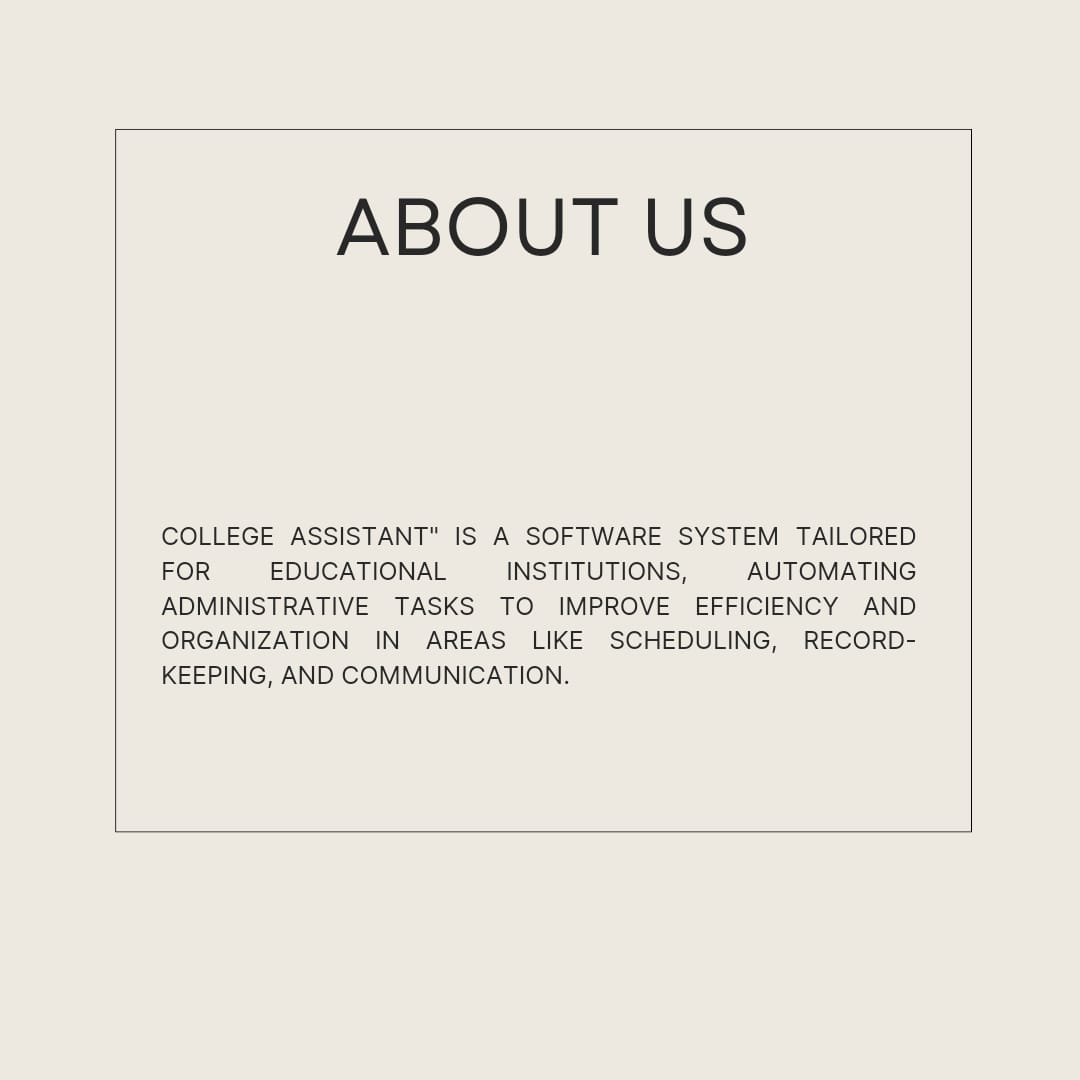 ABOUT US
COLLEGE ASSISTANT" IS A SOFTWARE SYSTEM TAILORED
FOR EDUCATIONAL INSTITUTIONS, AUTOMATING
ADMINISTRATIVE TASKS TO IMPROVE EFFICIENCY AND
ORGANIZATION IN AREAS LIKE SCHEDULING, RECORD-
KEEPING, AND COMMUNICATION.